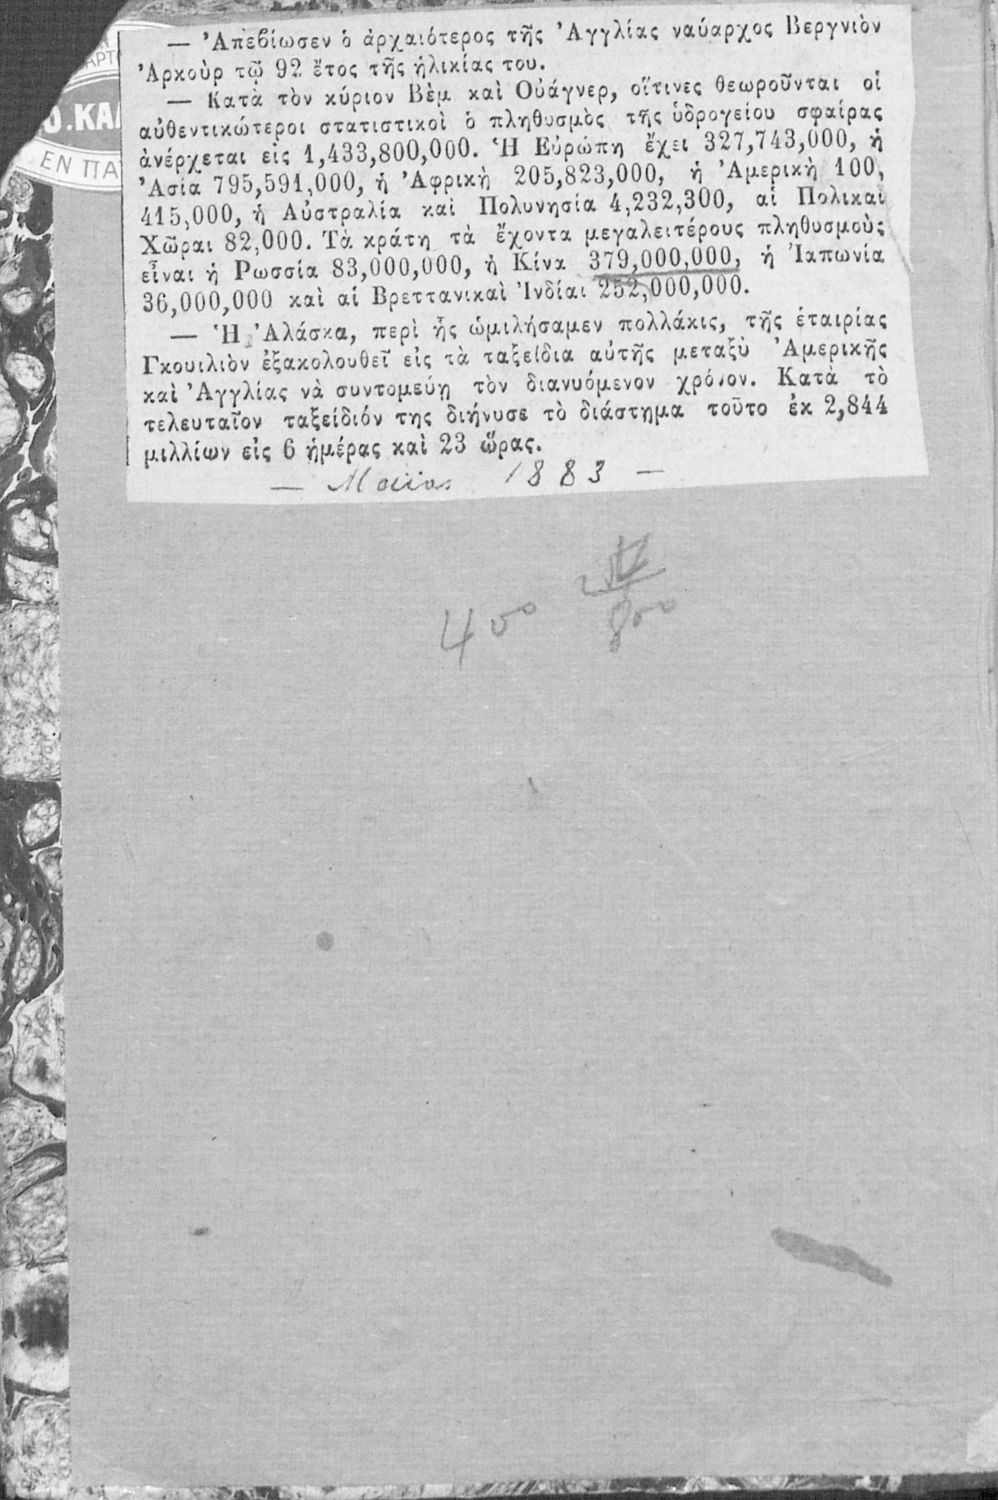 — Ἀπεβίωσεν ὁ ἀρχαιότερος τῆς Ἀγγλίας ναύαρχος Βεργνιὸν
Ἀρκοὺρ τῷ 92 ἔτος τῆς ἡλικίας του.
— Κατὰ τὸν κύριον Βὲμ καὶ Οὐάγνερ, οἵτινες θεωροῦνται οἱ
αὐθεντικώτεροι στατιστικοὶ ὁ πληθυσμὸς τῆς ὑδρογείου σφαίρας
ἀνέρχεται εἰς 1,433,800,000. Ἡ Εὐρώπη ἔχει 327,743,000, ἡ
Ἀσία 795,591,000, ἡ Ἀφρικὴ 205,823,000, ἡ Ἀμερικὴ 100,
415,000, ἡ Αὐστραλία καὶ Πολυνησία 4,232,300, αἱ Πολικαὶ
Χῶραι 82,000. Τὰ κράτη τὰ ἔχοντα μεγαλειτέρους πληθυσμοὺς
εἶναι ἡ Ρωσσία 83,000,000, ἡ Κίνα 379,000,000, ἡ Ἰαπωνία
36,000,000 καὶ αἱ Βρεττανικαὶ Ἰνδίαι 252,000,000.
— Ἡ Ἀλάσκα, περὶ ἧς ὡμιλήσαμεν πολλάκις, τῆς ἑταιρίας
Γκουιλιὸν ἐξακολουθεῖ εἰς τὰ ταξείδια αὐτῆς μεταξὺ Ἀμερικῆς
καὶ Ἀγγλίας νὰ συντομεύῃ τὸν διανυόμενον χρόνον. Κατὰ τὸ
τελευταῖον ταξείδιόν της διήνυσε τὸ διάστημα τοῦτο ἐκ 2,844
μιλλίων εἰς 6 ἡμέρας καὶ 23 ὥρας.
— Μαΐος 1883 —
400
800
ΕΝ ΠΑ